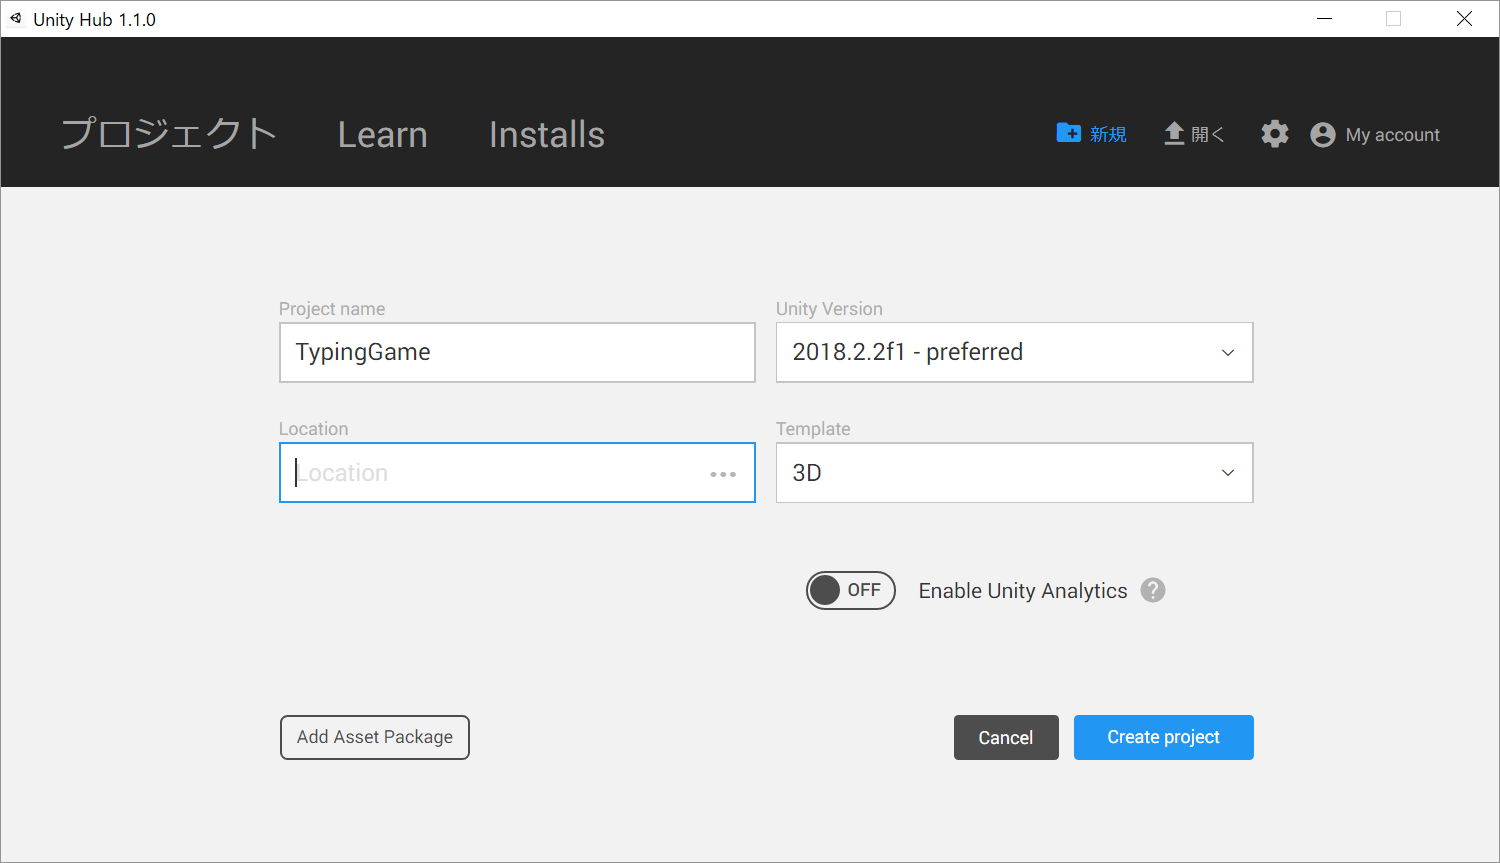 Unity Hub 1.1.0
プロジェクト Learn Installs 新規 開く My account
Project name Unity Version
TypingGame 2018.2.2f1 - preferred
Location Template
Location ••• 3D
OFF Enable Unity Analytics ?
Add Asset Package Cancel Create project